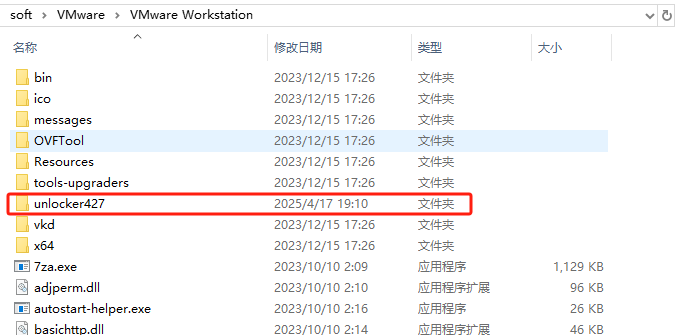 soft > VMware > VMware Workstation
名称 修改日期 类型 大小
bin 2023/12/15 17:26 文件夹
ico 2023/12/15 17:26 文件夹
messages 2023/12/15 17:26 文件夹
OVFTool 2023/12/15 17:26 文件夹
Resources 2023/12/15 17:26 文件夹
tools-upgraders 2023/12/15 17:26 文件夹
unlocker427 2025/4/17 19:10 文件夹
vkd 2023/12/15 17:26 文件夹
x64 2023/12/15 17:26 文件夹
7za.exe 2023/10/10 2:09 应用程序 1,129 KB
adjperm.dll 2023/10/10 2:10 应用程序扩展 96 KB
autostart-helper.exe 2023/10/10 2:16 应用程序 26 KB
basichttp.dll 2023/10/10 2:14 应用程序扩展 46 KB